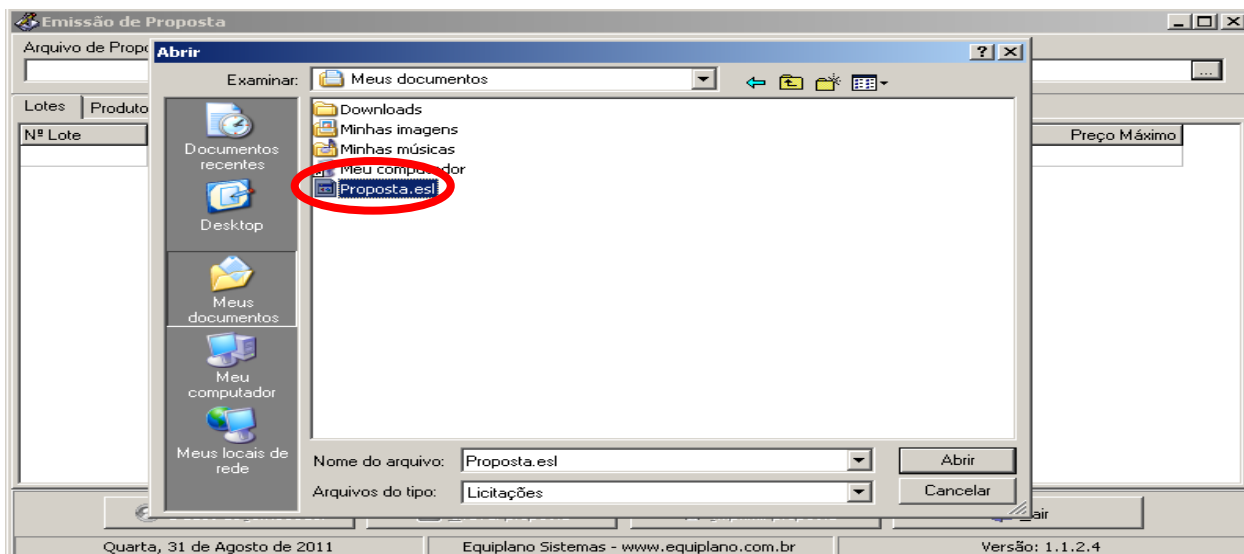 Emissão de Proposta
Arquivo de Propo
Abrir
Examinar: Meus documentos
Lotes Produto
Nº Lote Preço Máximo
Downloads
Minhas imagens
Minhas músicas
Meu computador
Proposta.esl
Documentos
recentes
Desktop
Meus
documentos
Meu
computador
Meus locais de
rede
Nome do arquivo: Proposta.esl Abrir
Arquivos do tipo: Licitações Cancelar
air
Quarta, 31 de Agosto de 2011 Equiplano Sistemas - www.equiplano.com.br Versão: 1.1.2.4